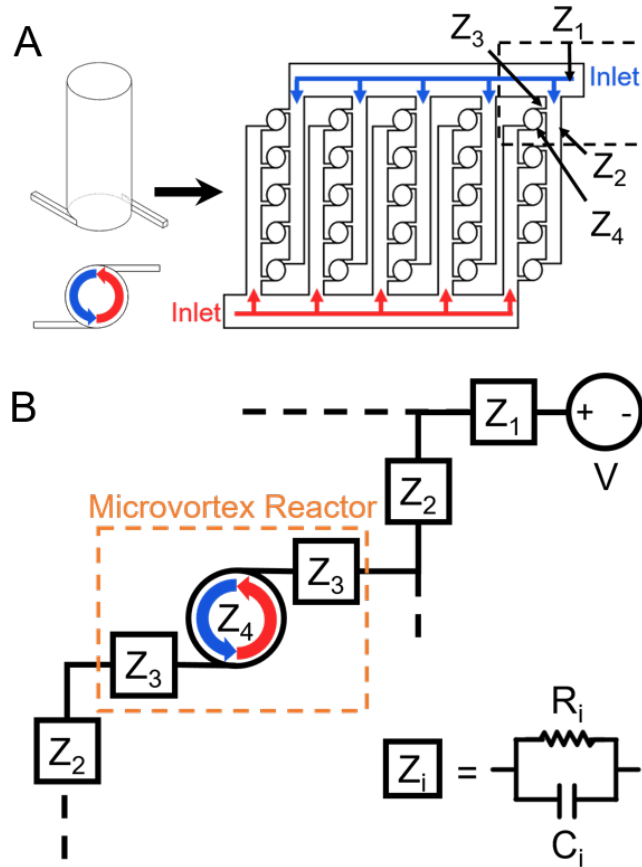 A
Z₁
Z₃
Inlet
Z₂
Z₄
Inlet
B
Z₁
+ -
V
Z₂
Microvortex Reactor
Z₃
Z₄
Z₃
Z₂
Rᵢ
Zᵢ =
Cᵢ